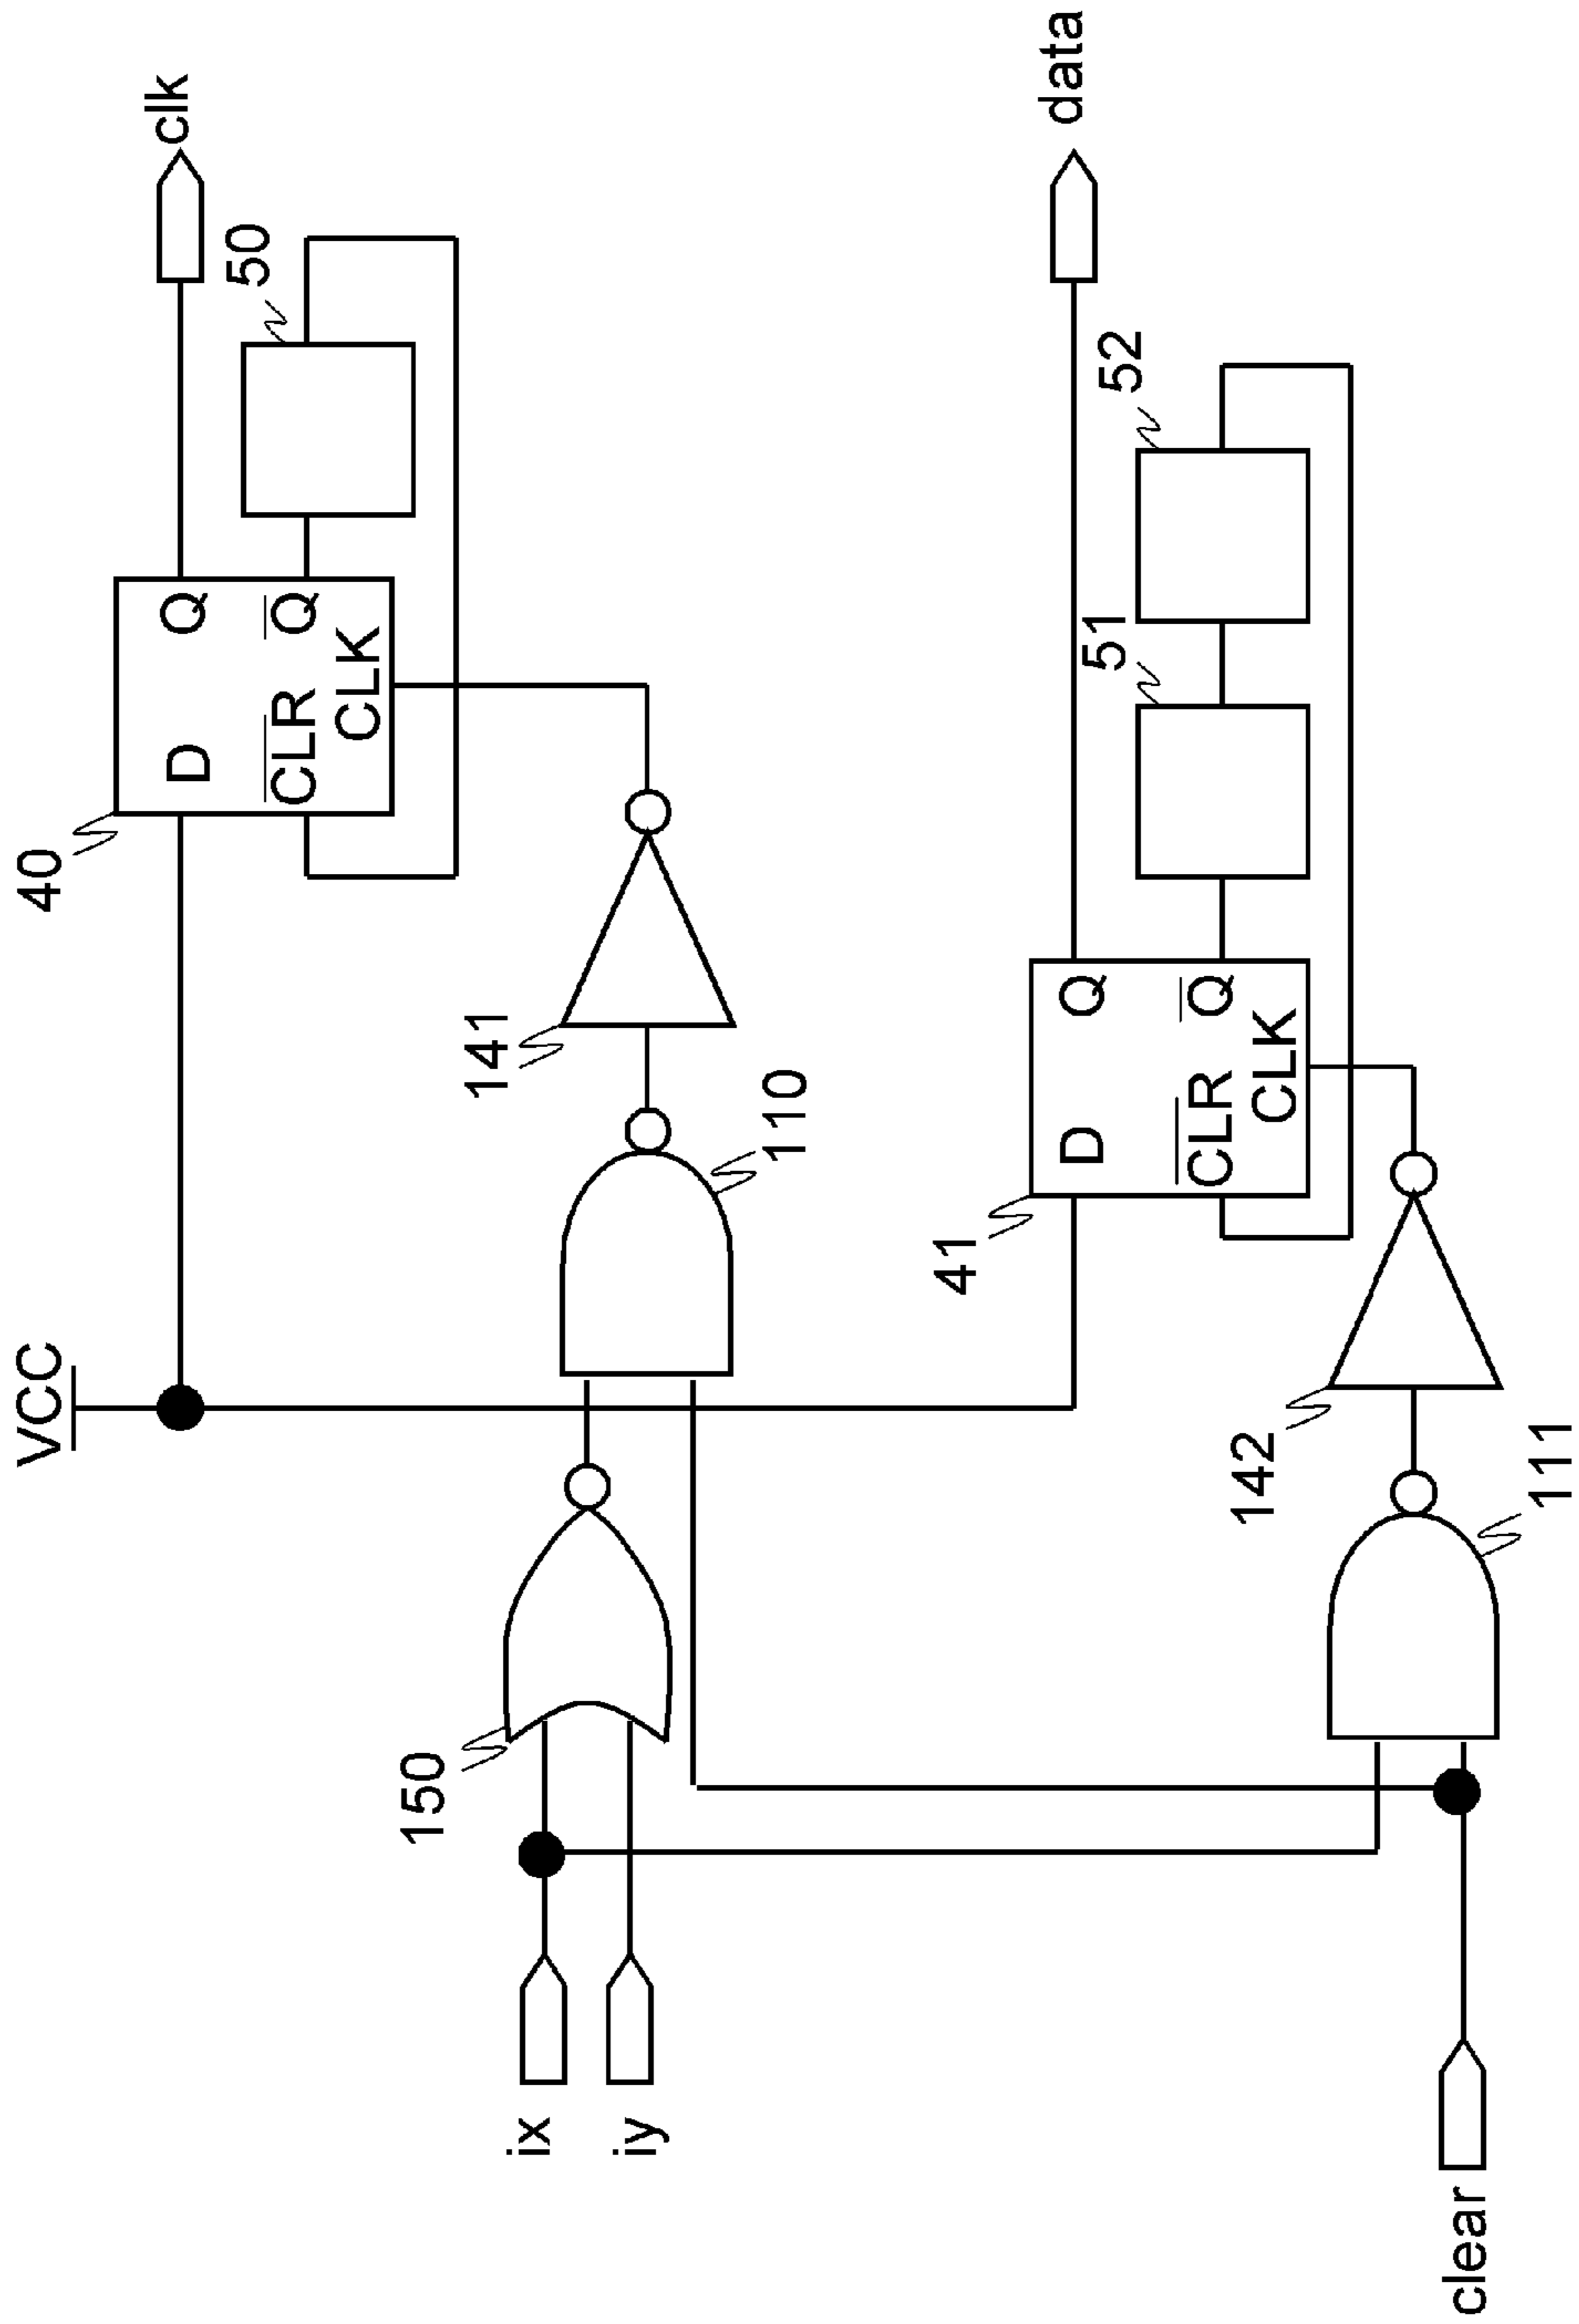 VCC
40
D
Q
CLR
Q
CLK
50
clk
150
ix
iy
110
141
41
D
Q
CLR
Q
CLK
51
52
data
142
111
clear